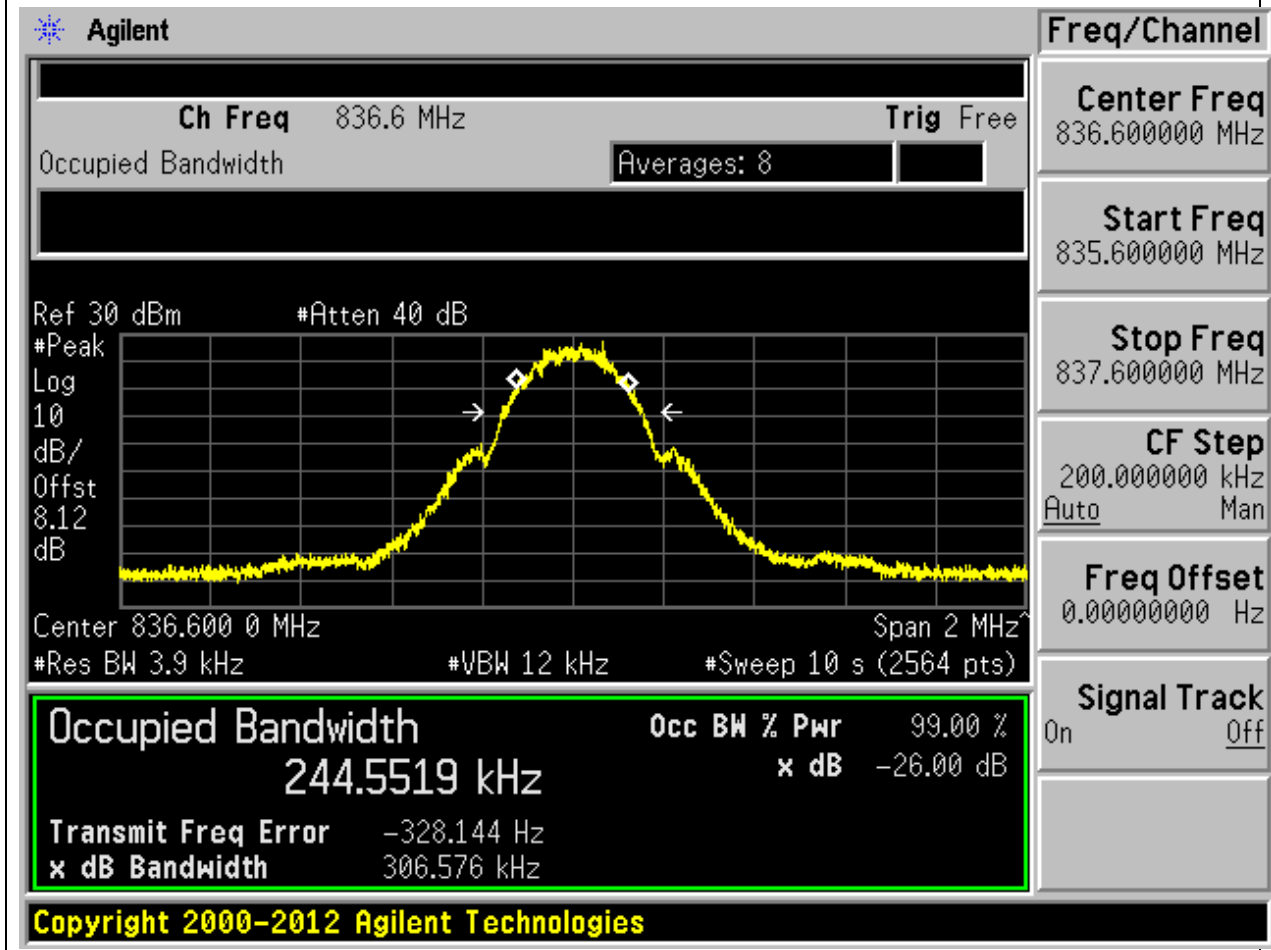 Agilent
Freq/Channel
Ch Freq 836.6 MHz Trig Free
Occupied Bandwidth Averages: 8
Center Freq
836.600000 MHz
Start Freq
835.600000 MHz
Stop Freq
837.600000 MHz
CF Step
200.000000 kHz
Auto Man
Freq Offset
0.00000000 Hz
Signal Track
On Off
Ref 30 dBm #Atten 40 dB
#Peak
Log
10
dB/
Offst
8.12
dB
Center 836.600 0 MHz Span 2 MHz^
#Res BW 3.9 kHz #VBW 12 kHz #Sweep 10 s (2564 pts)
Occupied Bandwidth Occ BW % Pwr 99.00 %
244.5519 kHz x dB -26.00 dB
Transmit Freq Error -328.144 Hz
x dB Bandwidth 306.576 kHz
Copyright 2000-2012 Agilent Technologies